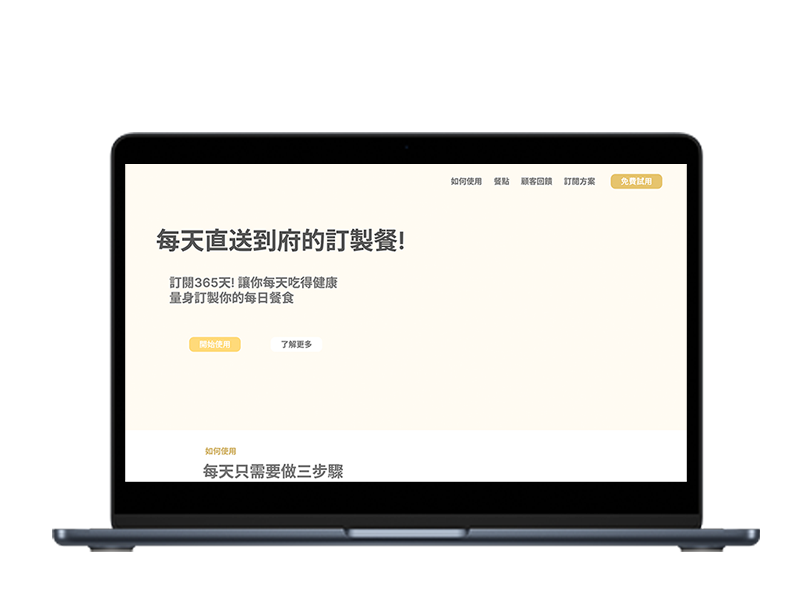 如何使用 餐點 顧客回饋 訂閱方案 免費試用
每天直送到府的訂製餐!
訂閱365天! 讓你每天吃得健康
量身訂製你的每日餐食
開始使用 了解更多
如何使用
每天只需要做三步驟